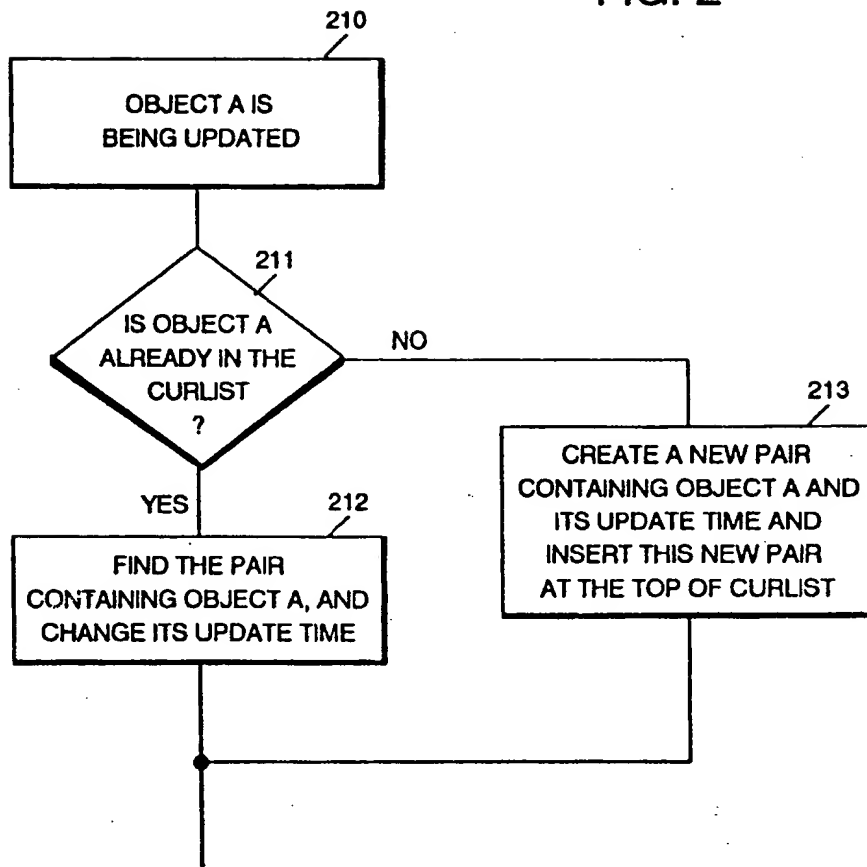 FIG. 2
210
OBJECT A IS
BEING UPDATED
211
IS OBJECT A
ALREADY IN THE
CURLIST
?
NO
YES
212
FIND THE PAIR
CONTAINING OBJECT A, AND
CHANGE ITS UPDATE TIME
213
CREATE A NEW PAIR
CONTAINING OBJECT A AND
ITS UPDATE TIME AND
INSERT THIS NEW PAIR
AT THE TOP OF CURLIST